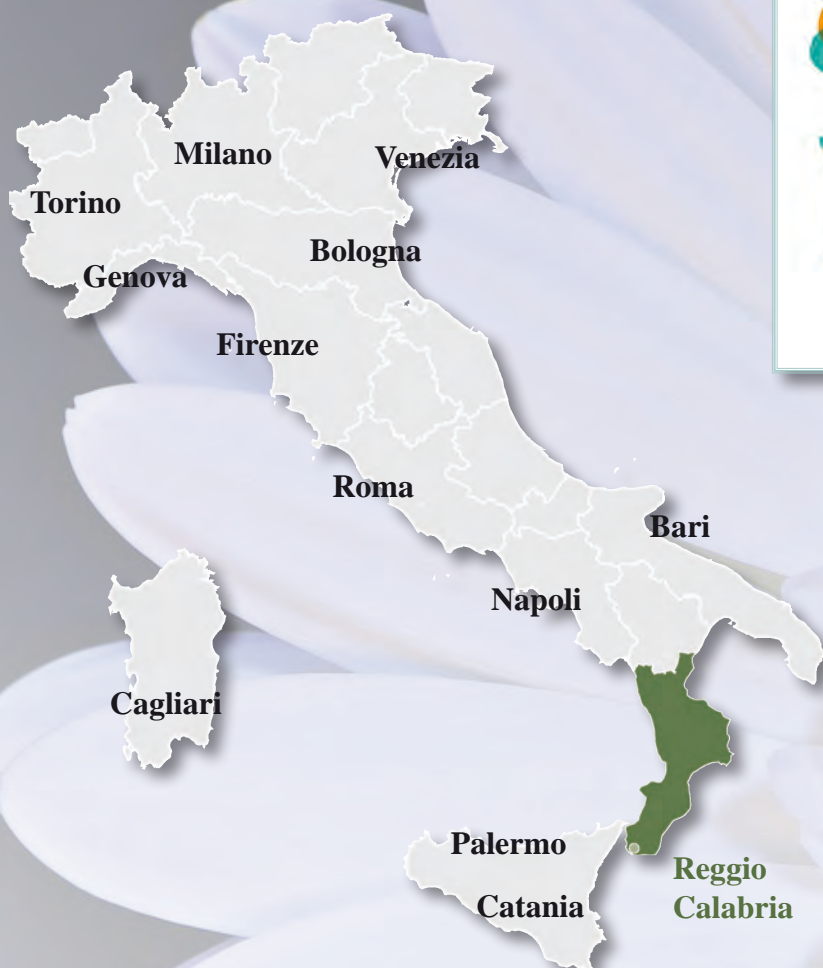 Milano
Venezia
Torino
Bologna
Genova
Firenze
Roma
Bari
Napoli
Cagliari
Palermo
Reggio
Calabria
Catania